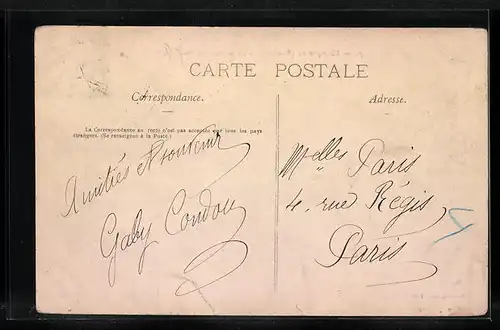 CARTE POSTALE
Correspondance.
La Correspondance au recto n'est pas acceptée par tous les pays
étrangers. (Se renseigner à la Poste.)
Amitiés et souvenir
Gaby Condou
Adresse.
Melles Paris
4, rue Régis
Paris